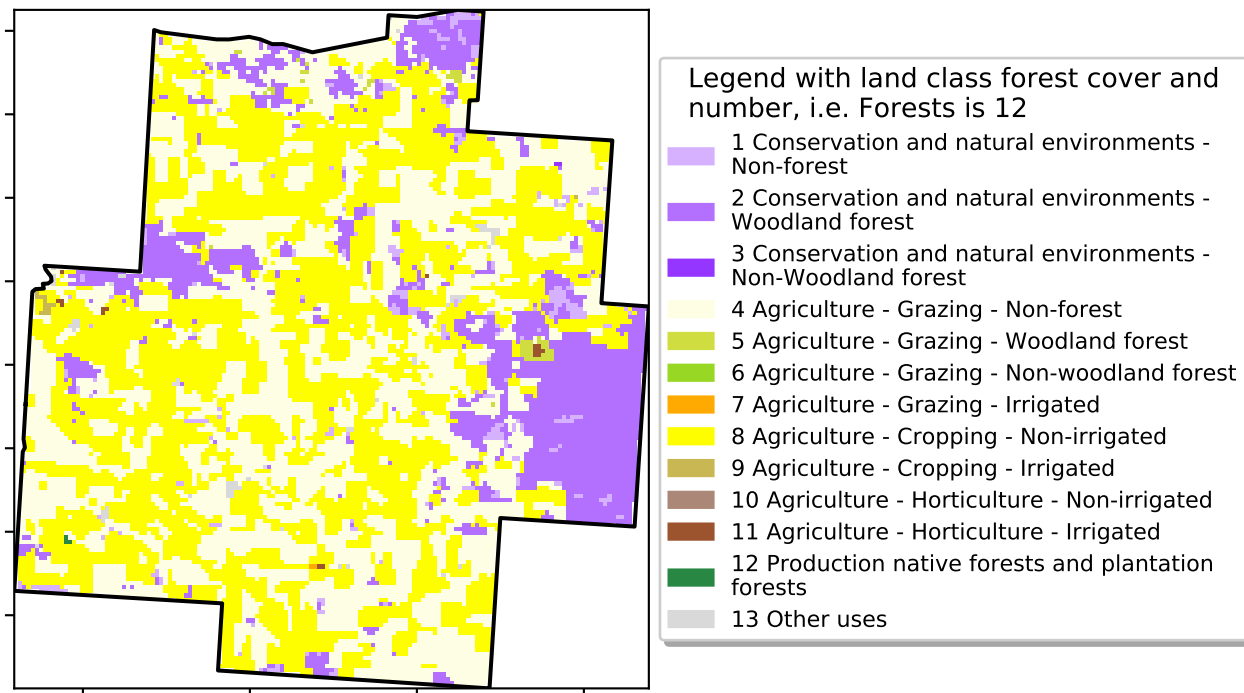 Legend with land class forest cover and
number, i.e. Forests is 12
1 Conservation and natural environments -
Non-forest
2 Conservation and natural environments -
Woodland forest
3 Conservation and natural environments -
Non-Woodland forest
4 Agriculture - Grazing - Non-forest
5 Agriculture - Grazing - Woodland forest
6 Agriculture - Grazing - Non-woodland forest
7 Agriculture - Grazing - Irrigated
8 Agriculture - Cropping - Non-irrigated
9 Agriculture - Cropping - Irrigated
10 Agriculture - Horticulture - Non-irrigated
11 Agriculture - Horticulture - Irrigated
12 Production native forests and plantation
forests
13 Other uses